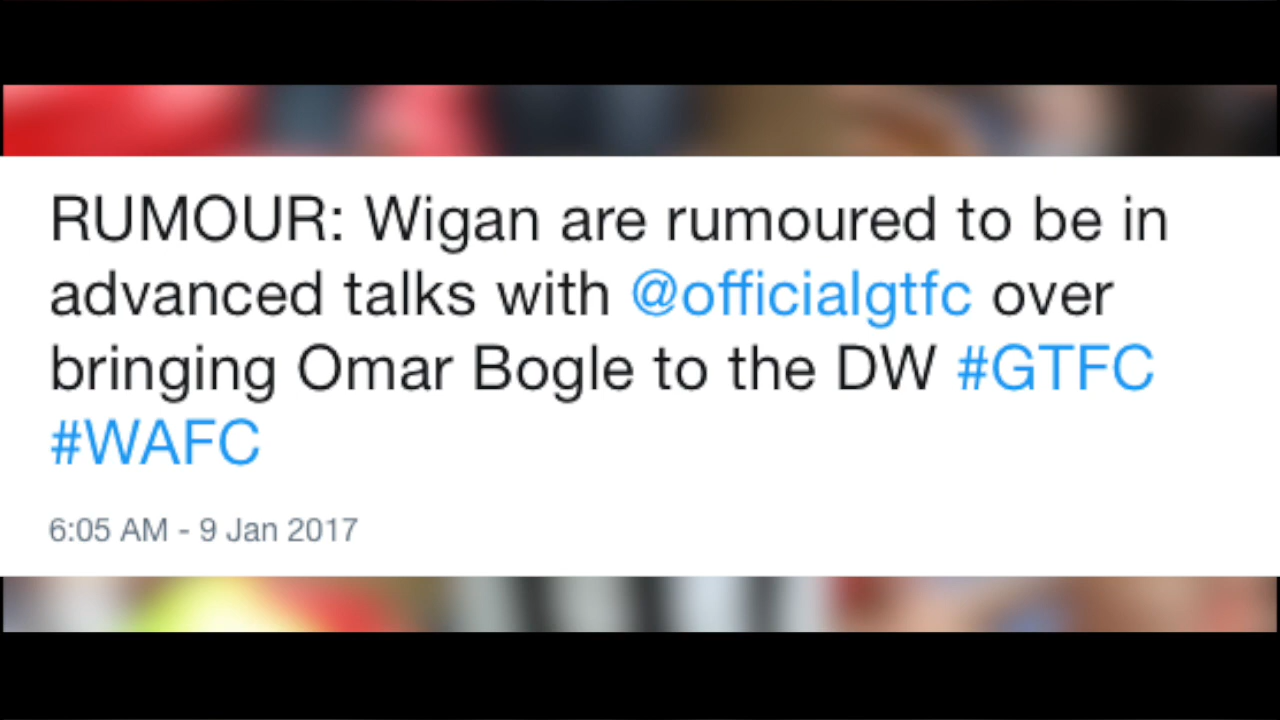 RUMOUR: Wigan are rumoured to be in
advanced talks with @officialgtfc over
bringing Omar Bogle to the DW #GTFC
#WAFC
6:05 AM - 9 Jan 2017